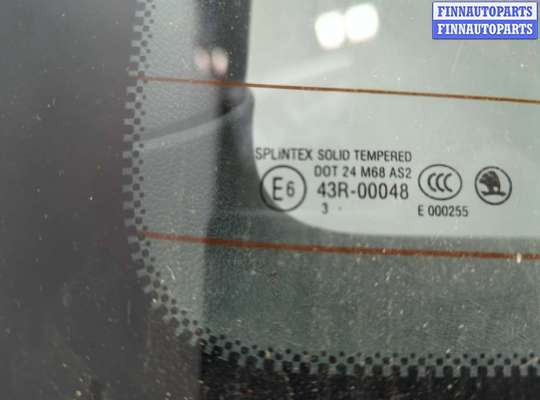 FINNAUTOPARTS
FINNAUTOPARTS
SPLINTEX SOLID TEMPERED
DOT 24 M68 AS2
E6 43R-00048 CCC
3 E 000255